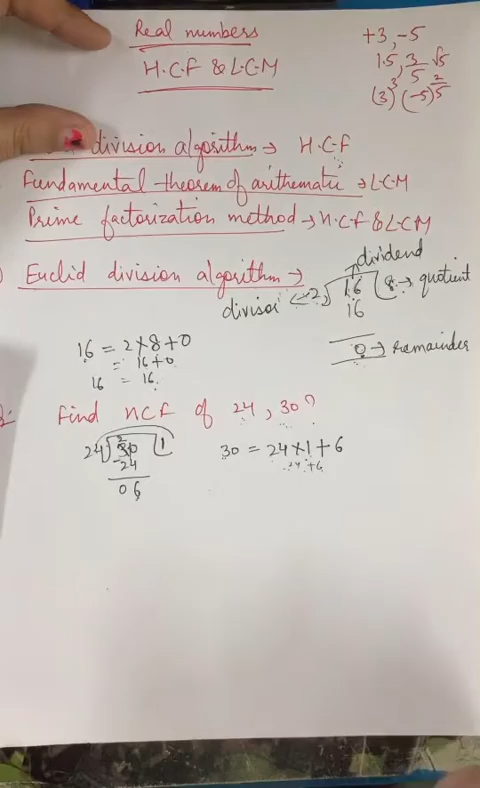 Real numbers
H.C.F & L.C.M
+3, -5
1.5, 3/5 √5
(3)³ (-5)^2/5
division algorithm → H.C.F
Fundamental theorem of arithematic → L.C.M
Prime factorization method → H.C.F & L.C.M
Euclid division algorithm →
dividend
divisor ← 2) 16 (8 → quotient
16
0 → remainder
16 = 2×8+0
= 16+0
16 = 16
Find HCF of 24, 30?
24) 30 (1
-24
06
30 = 24×1+6
24+6